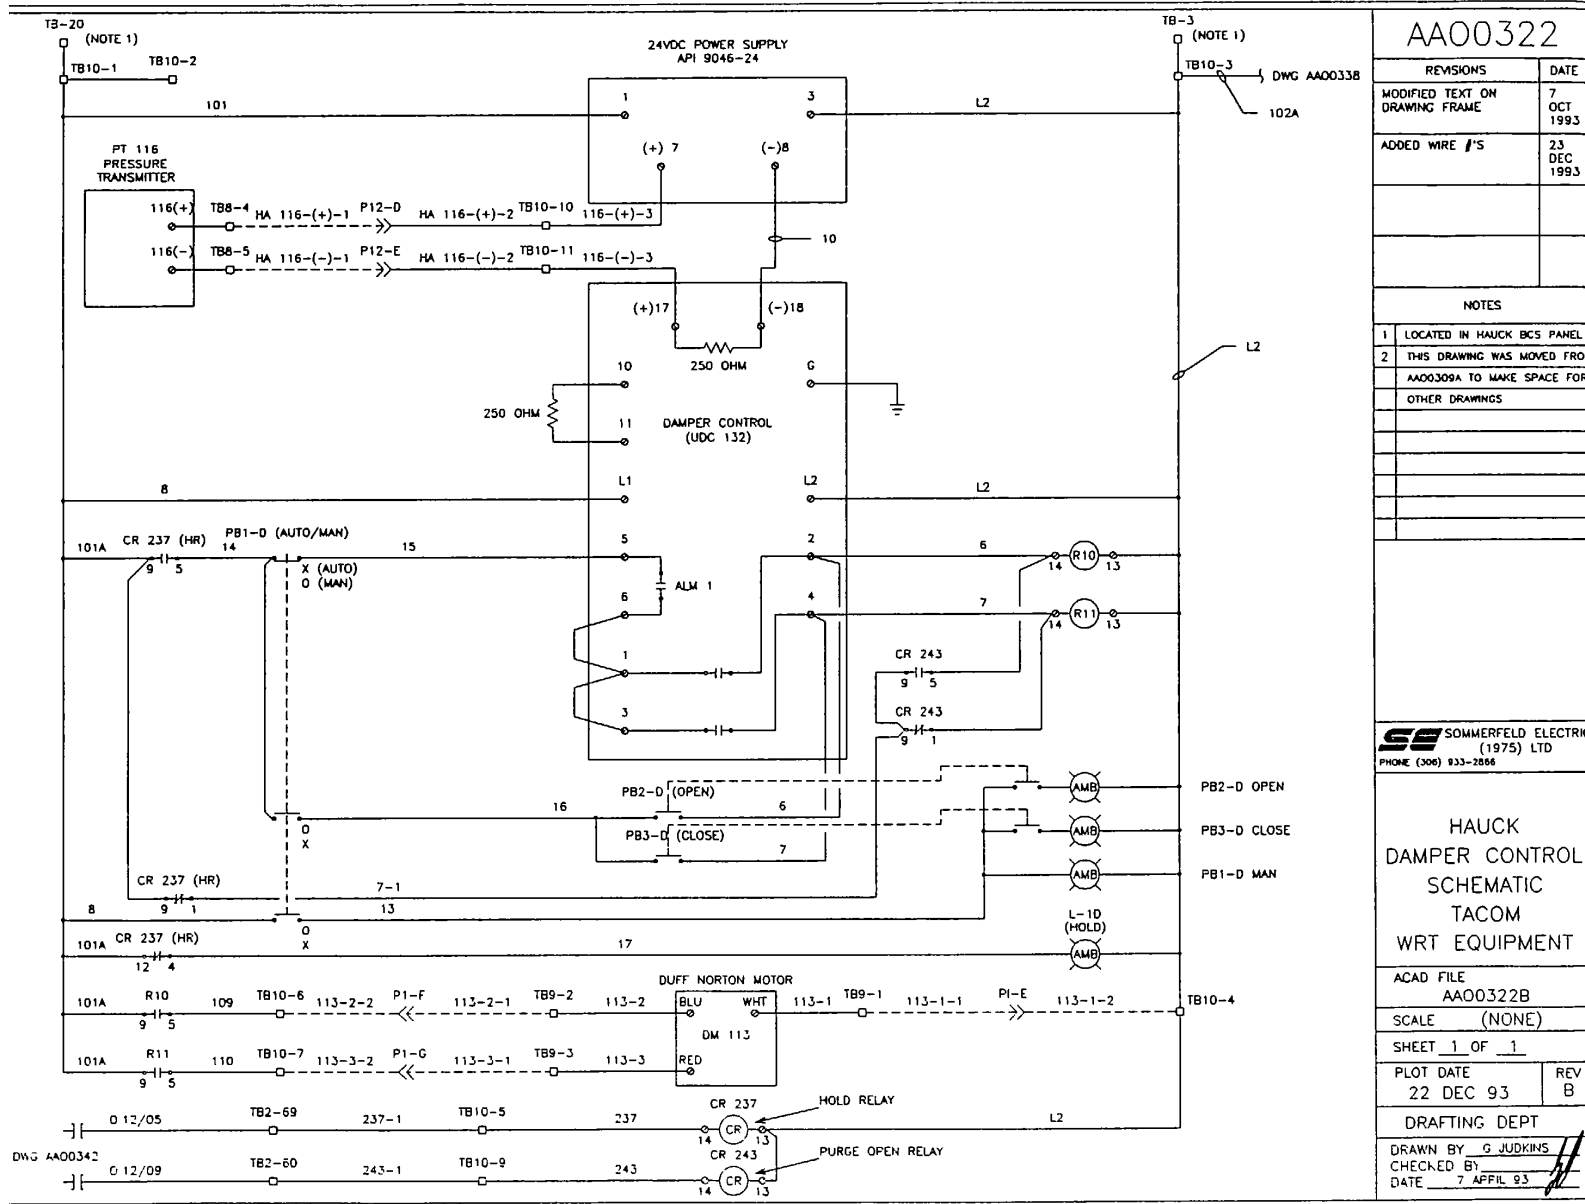 TB-20
(NOTE 1)
TB10-1
TB10-2
24VDC POWER SUPPLY
API 9046-24
TB-3
(NOTE 1)
TB10-3
DWG AA00338
102A
101
1
3
L2
(+) 7
(-)8
PT 116
PRESSURE
TRANSMITTER
116(+)
TB8-4
HA 116-(+)-1
P12-D
HA 116-(+)-2
TB10-10
116-(+)-3
116(-)
TB8-5
HA 116-(-)-1
P12-E
HA 116-(-)-2
TB10-11
116-(-)-3
10
(+)17
(-)18
250 OHM
L2
10
G
250 OHM
11
DAMPER CONTROL
(UDC 132)
8
L1
L2
L2
101A
CR 237 (HR)
9 5
14
PB1-D (AUTO/MAN)
X (AUTO)
O (MAN)
15
5
2
6
14
R10
13
ALM 1
6
4
7
14
R11
13
1
CR 243
9 5
3
CR 243
9 1
PB2-D (OPEN)
16
6
AMB
PB2-D OPEN
O
X
PB3-D (CLOSE)
7
AMB
PB3-D CLOSE
CR 237 (HR)
9 1
7-1
AMB
PB1-D MAN
8
13
O
X
L-1D
(HOLD)
101A
CR 237 (HR)
12 4
17
AMB
DUFF NORTON MOTOR
101A
R10
9 5
109
TB10-6
113-2-2
P1-F
113-2-1
TB9-2
113-2
BLU
WHT
113-1
TB9-1
113-1-1
P1-E
113-1-2
TB10-4
DM 113
101A
R11
9 5
110
TB10-7
113-3-2
P1-G
113-3-1
TB9-3
113-3
RED
CR 237
HOLD RELAY
O 12/05
TB2-69
237-1
TB10-5
237
14
CR
13
L2
DWG AA00342
CR 243
PURGE OPEN RELAY
O 12/09
TB2-60
243-1
TB10-9
243
14
CR
13
AA00322
REVISIONS
DATE
MODIFIED TEXT ON
DRAWING FRAME
7
OCT
1993
ADDED WIRE #'S
23
DEC
1993
NOTES
1 LOCATED IN HAUCK BCS PANEL
2 THIS DRAWING WAS MOVED FRO
AA00309A TO MAKE SPACE FOR
OTHER DRAWINGS
SE SOMMERFELD ELECTRI
(1975) LTD
PHONE (306) 933-2866
HAUCK
DAMPER CONTROL
SCHEMATIC
TACOM
WRT EQUIPMENT
ACAD FILE
AA00322B
SCALE (NONE)
SHEET 1 OF 1
PLOT DATE
22 DEC 93
REV
B
DRAFTING DEPT
DRAWN BY G JUDKINS
CHECKED BY
DATE 7 APRIL 93